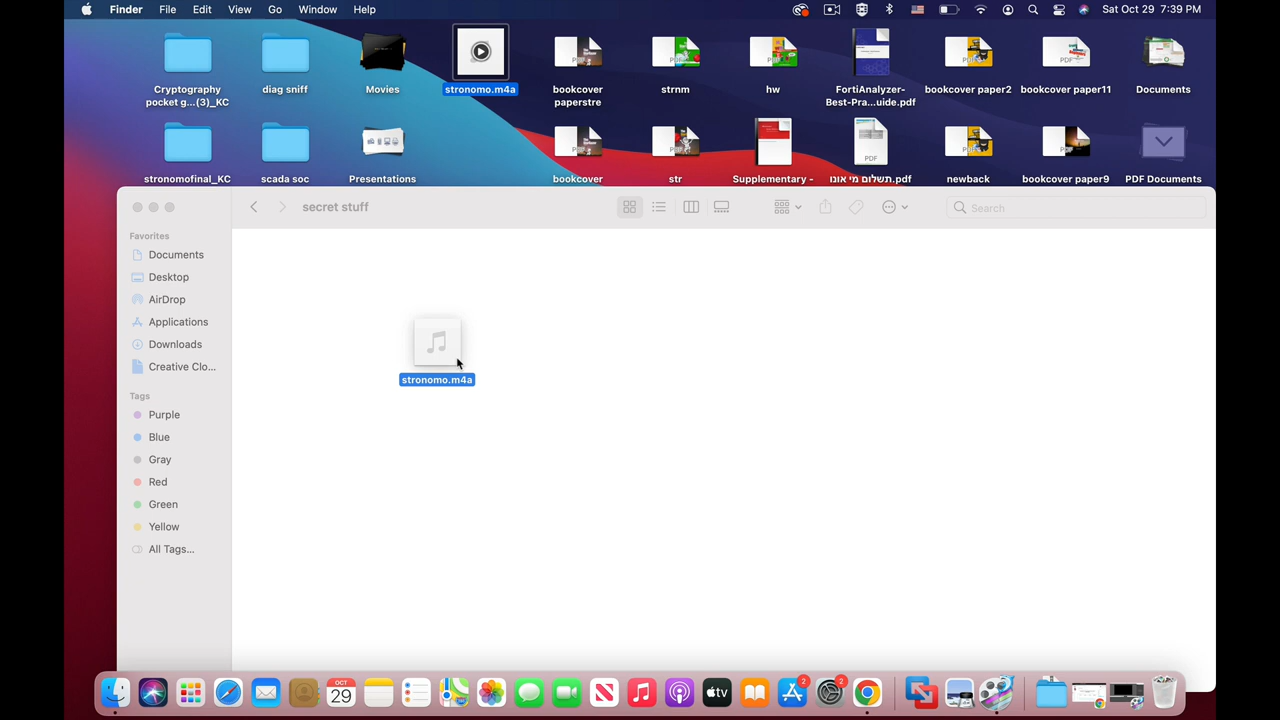 Finder File Edit View Go Window Help Sat Oct 29 7:39 PM
Cryptography pocket g...(3)_KC
diag sniff
Movies
stronomo.m4a
bookcover paperstre
strnm
hw
FortiAnalyzer-Best-Pra...uide.pdf
bookcover paper2
bookcover paper11
Documents
stronomofinal_KC
scada soc
Presentations
bookcover
str
Supplementary -
תשלום מי אונו.pdf
newback
bookcover paper9
PDF Documents
secret stuff
Search
Favorites
Documents
Desktop
AirDrop
Applications
Downloads
Creative Clo...
Tags
Purple
Blue
Gray
Red
Green
Yellow
All Tags...
stronomo.m4a
OCT
29
tv
2
2